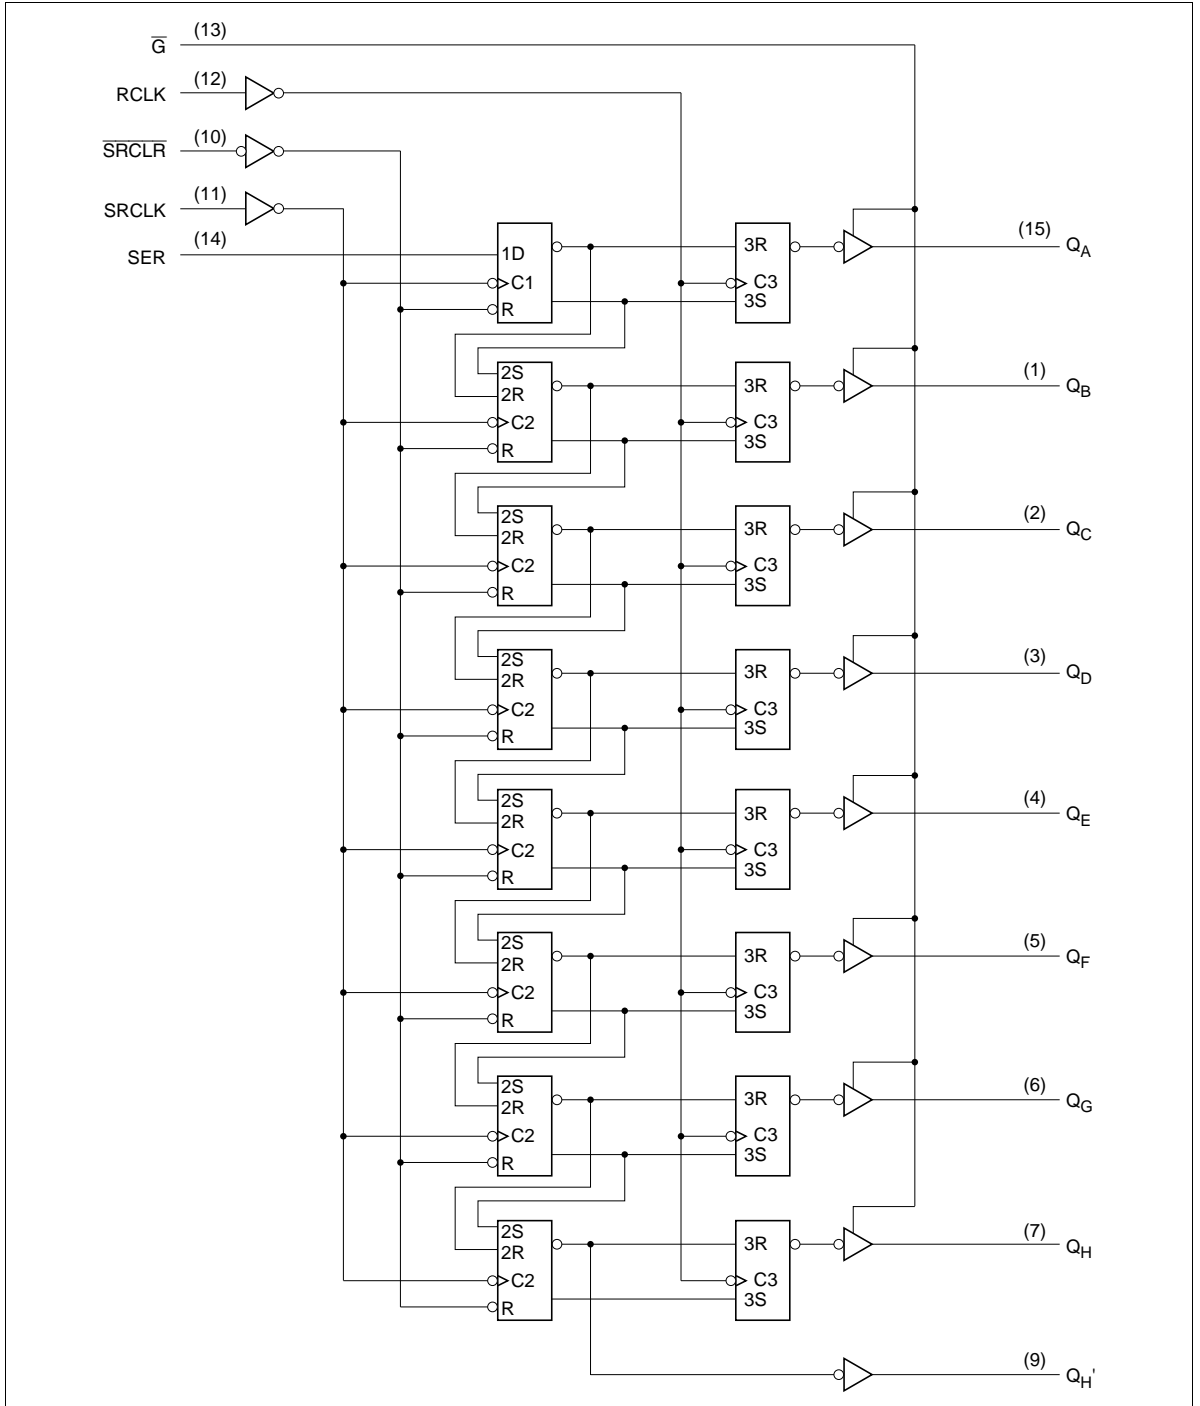 G̅ (13)
RCLK (12)
S̅R̅C̅L̅R̅ (10)
SRCLK (11)
SER (14)
1D
C1
R
3R
C3
3S
(15) QA
2S
2R
C2
R
3R
C3
3S
(1) QB
2S
2R
C2
R
3R
C3
3S
(2) QC
2S
2R
C2
R
3R
C3
3S
(3) QD
2S
2R
C2
R
3R
C3
3S
(4) QE
2S
2R
C2
R
3R
C3
3S
(5) QF
2S
2R
C2
R
3R
C3
3S
(6) QG
2S
2R
C2
R
3R
C3
3S
(7) QH
(9) QH'